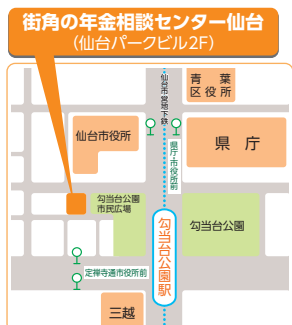 街角の年金相談センター仙台
(仙台パークビル2F)
仙台市営地下鉄
青葉
区役所
仙台市役所
県庁・市役所前
県庁
勾当台公園
市民広場
勾当台公園駅
勾当台公園
定禅寺通市役所前
三越